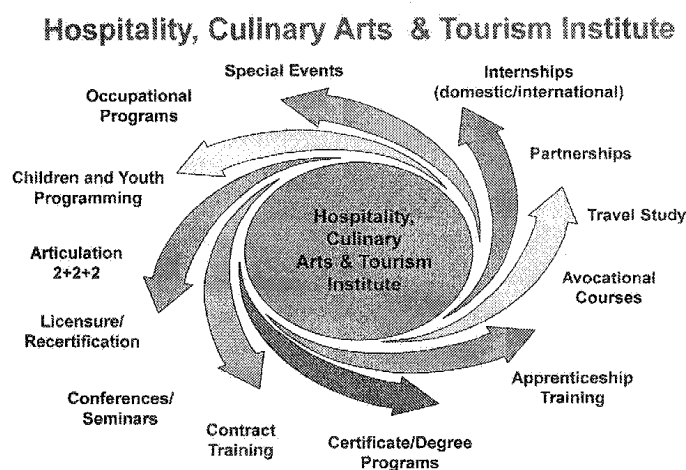 Hospitality, Culinary Arts & Tourism Institute
Special Events
Internships
(domestic/international)
Occupational
Programs
Partnerships
Children and Youth
Programming
Travel Study
Hospitality,
Culinary
Arts & Tourism
Institute
Articulation
2+2+2
Avocational
Courses
Licensure/
Recertification
Apprenticeship
Training
Conferences/
Seminars
Contract
Training
Certificate/Degree
Programs